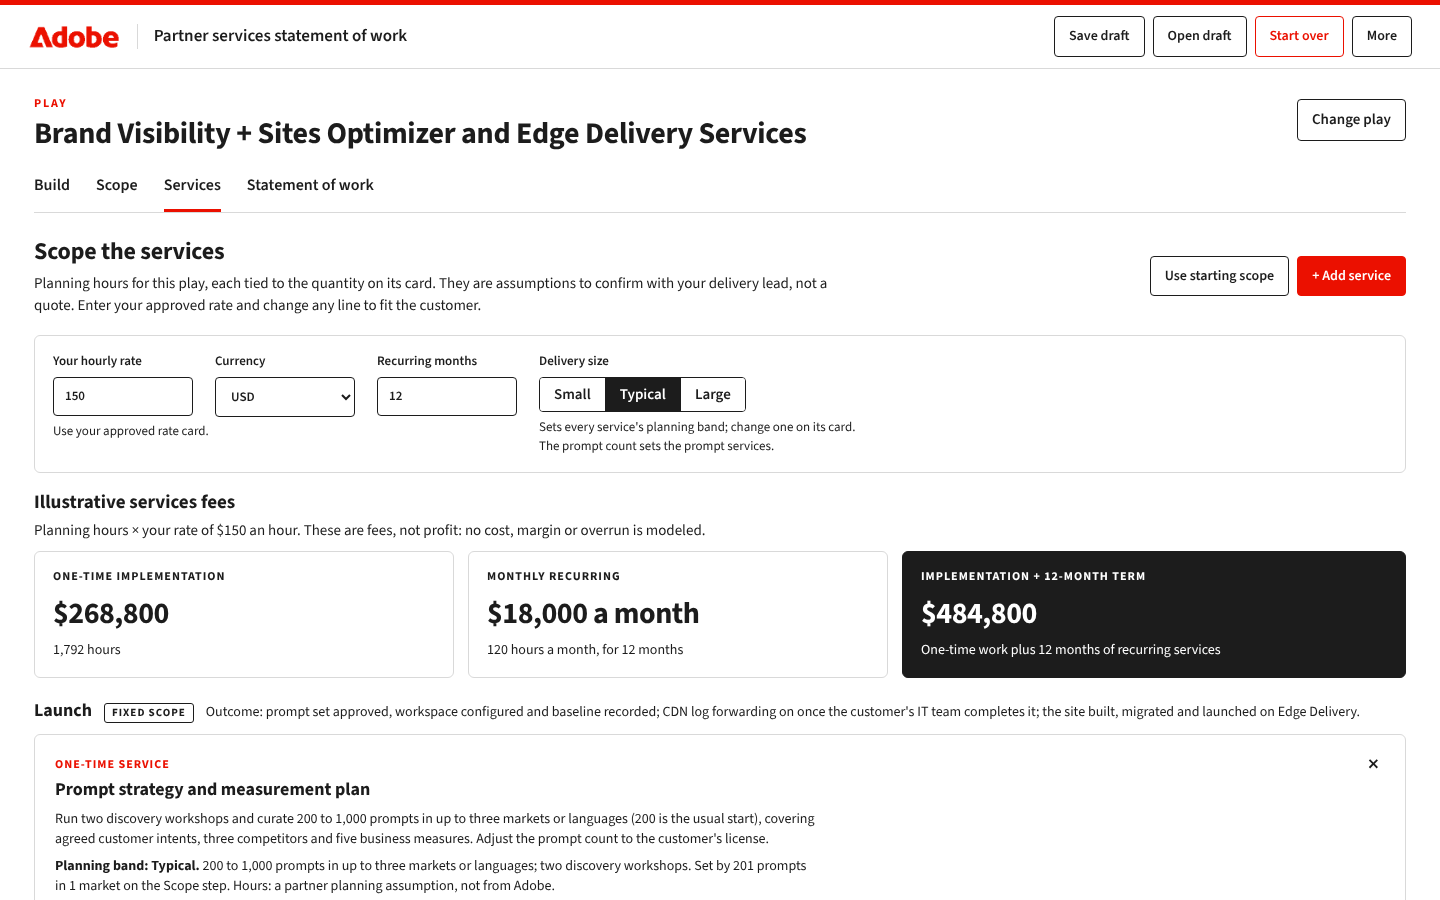 Adobe
Partner services statement of work
Save draft
Open draft
Start over
More
PLAY
Brand Visibility + Sites Optimizer and Edge Delivery Services
Change play
Build
Scope
Services
Statement of work
Scope the services
Planning hours for this play, each tied to the quantity on its card. They are assumptions to confirm with your delivery lead, not a
quote. Enter your approved rate and change any line to fit the customer.
Use starting scope
+ Add service
Your hourly rate
Currency
Recurring months
Delivery size
150
USD
12
Small
Typical
Large
Use your approved rate card.
Sets every service's planning band; change one on its card.
The prompt count sets the prompt services.
Illustrative services fees
Planning hours × your rate of $150 an hour. These are fees, not profit: no cost, margin or overrun is modeled.
ONE-TIME IMPLEMENTATION
$268,800
1,792 hours
MONTHLY RECURRING
$18,000 a month
120 hours a month, for 12 months
IMPLEMENTATION + 12-MONTH TERM
$484,800
One-time work plus 12 months of recurring services
Launch
FIXED SCOPE
Outcome: prompt set approved, workspace configured and baseline recorded; CDN log forwarding on once the customer's IT team completes it; the site built, migrated and launched on Edge Delivery.
ONE-TIME SERVICE
×
Prompt strategy and measurement plan
Run two discovery workshops and curate 200 to 1,000 prompts in up to three markets or languages (200 is the usual start), covering
agreed customer intents, three competitors and five business measures. Adjust the prompt count to the customer's license.
Planning band: Typical. 200 to 1,000 prompts in up to three markets or languages; two discovery workshops. Set by 201 prompts
in 1 market on the Scope step. Hours: a partner planning assumption, not from Adobe.